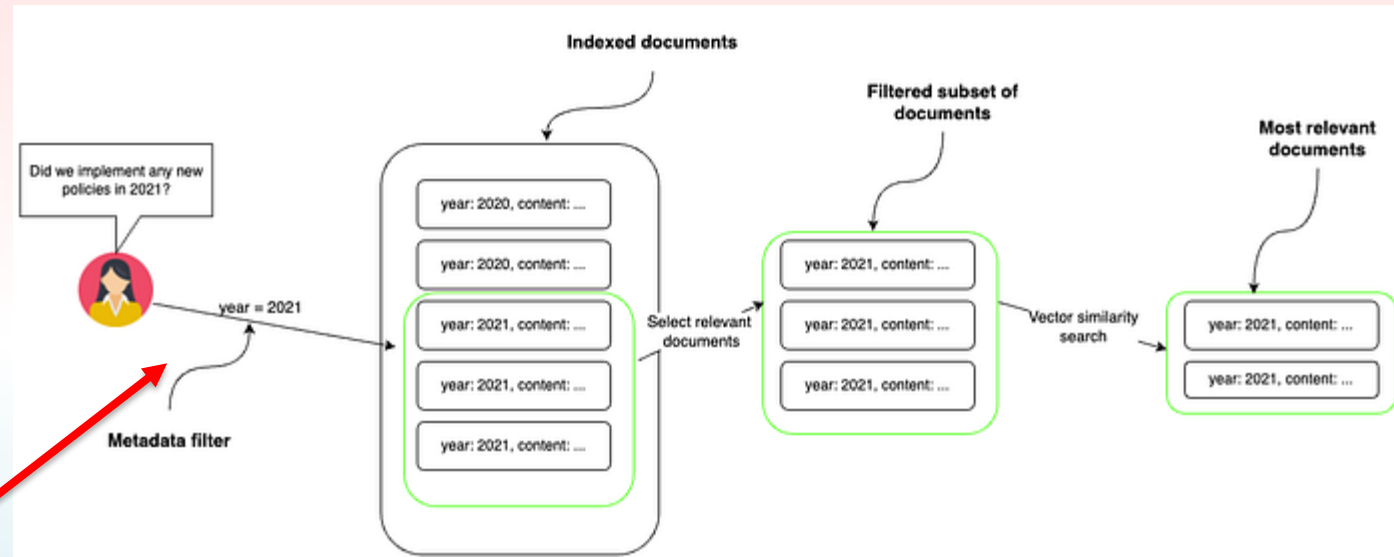 Indexed documents
Filtered subset of
documents
Most relevant
documents
Did we implement any new
policies in 2021?
year = 2021
Metadata filter
year: 2020, content: ...
year: 2020, content: ...
year: 2021, content: ...
year: 2021, content: ...
year: 2021, content: ...
Select relevant
documents
year: 2021, content: ...
year: 2021, content: ...
year: 2021, content: ...
Vector similarity
search
year: 2021, content: ...
year: 2021, content: ...